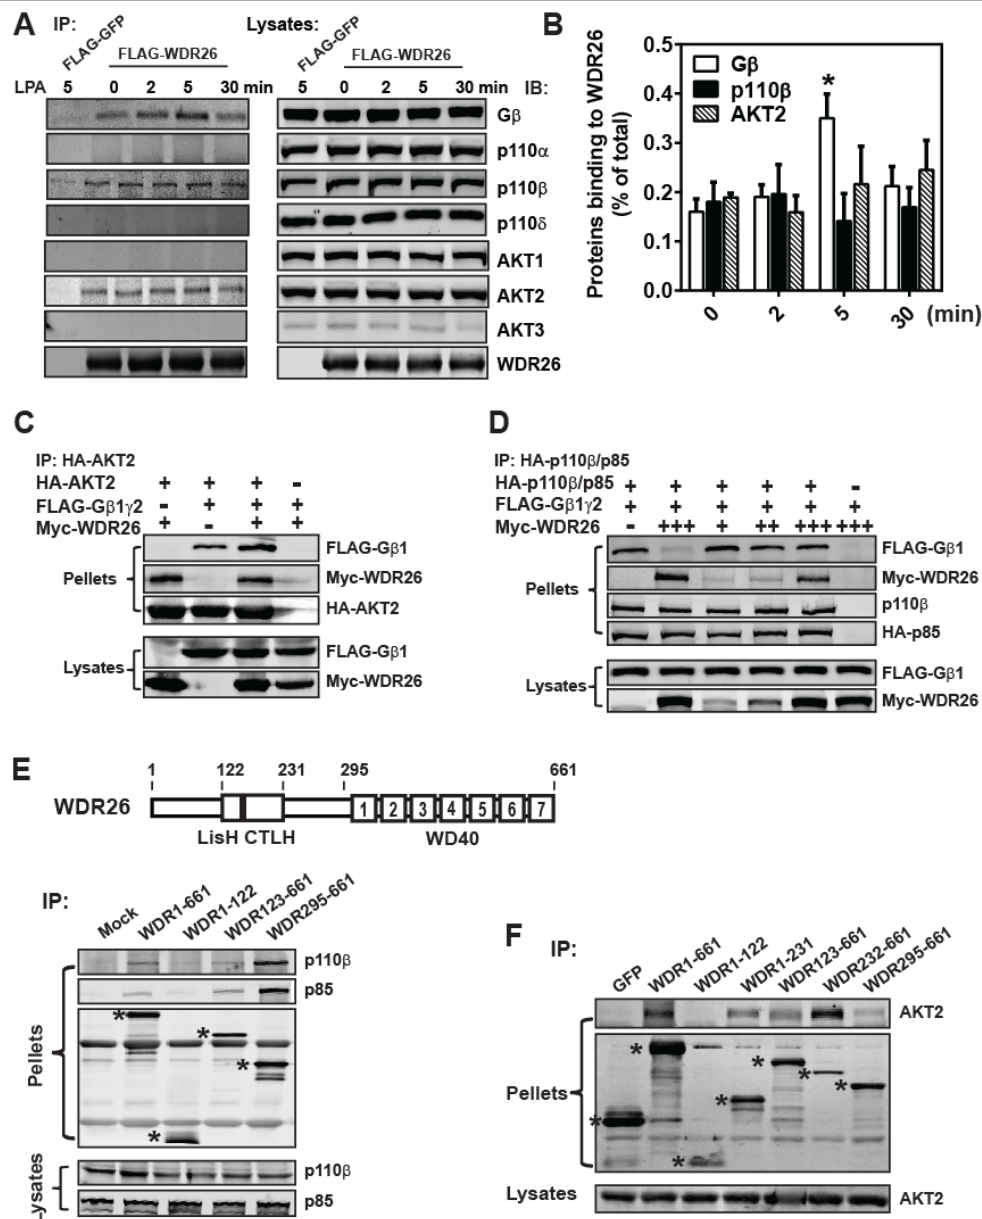 A
IP:
FLAG-GFP
FLAG-WDR26
Lysates:
FLAG-GFP
FLAG-WDR26
LPA 5 0 2 5 30 min
5 0 2 5 30 min IB:
Gβ
p110α
p110β
p110δ
AKT1
AKT2
AKT3
WDR26
B
Proteins binding to WDR26
(% of total)
0.5
0.4
0.3
0.2
0.1
0.0
Gβ
p110β
AKT2
*
0 2 5 30 (min)
C
IP: HA-AKT2
HA-AKT2 + + + -
FLAG-Gβ1γ2 - + + +
Myc-WDR26 + - + +
Pellets
FLAG-Gβ1
Myc-WDR26
HA-AKT2
Lysates
FLAG-Gβ1
Myc-WDR26
D
IP: HA-p110β/p85
HA-p110β/p85 + + + + + -
FLAG-Gβ1γ2 + + + + + +
Myc-WDR26 - +++ + ++ +++ +++
Pellets
FLAG-Gβ1
Myc-WDR26
p110β
HA-p85
Lysates
FLAG-Gβ1
Myc-WDR26
E
1 122 231 295 661
WDR26 1 2 3 4 5 6 7
LisH CTLH WD40
IP:
Mock
WDR1-661
WDR1-122
WDR123-661
WDR295-661
Pellets
p110β
p85
*
*
*
*
Lysates
p110β
p85
F
IP:
GFP
WDR1-661
WDR1-122
WDR1-231
WDR123-661
WDR232-661
WDR295-661
Pellets
AKT2
*
*
*
*
*
*
*
Lysates
AKT2